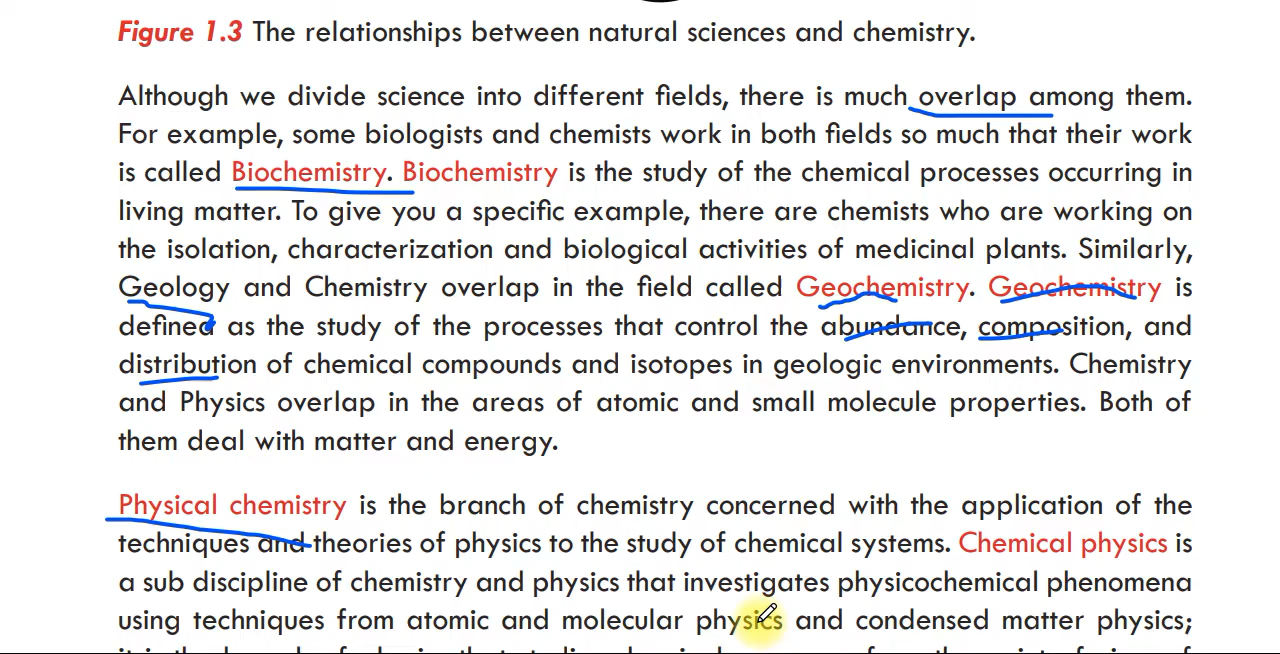 Figure 1.3 The relationships between natural sciences and chemistry.
Although we divide science into different fields, there is much overlap among them.
For example, some biologists and chemists work in both fields so much that their work
is called Biochemistry. Biochemistry is the study of the chemical processes occurring in
living matter. To give you a specific example, there are chemists who are working on
the isolation, characterization and biological activities of medicinal plants. Similarly,
Geology and Chemistry overlap in the field called Geochemistry. Geochemistry is
defined as the study of the processes that control the abundance, composition, and
distribution of chemical compounds and isotopes in geologic environments. Chemistry
and Physics overlap in the areas of atomic and small molecule properties. Both of
them deal with matter and energy.
Physical chemistry is the branch of chemistry concerned with the application of the
techniques and theories of physics to the study of chemical systems. Chemical physics is
a sub discipline of chemistry and physics that investigates physicochemical phenomena
using techniques from atomic and molecular physics and condensed matter physics;